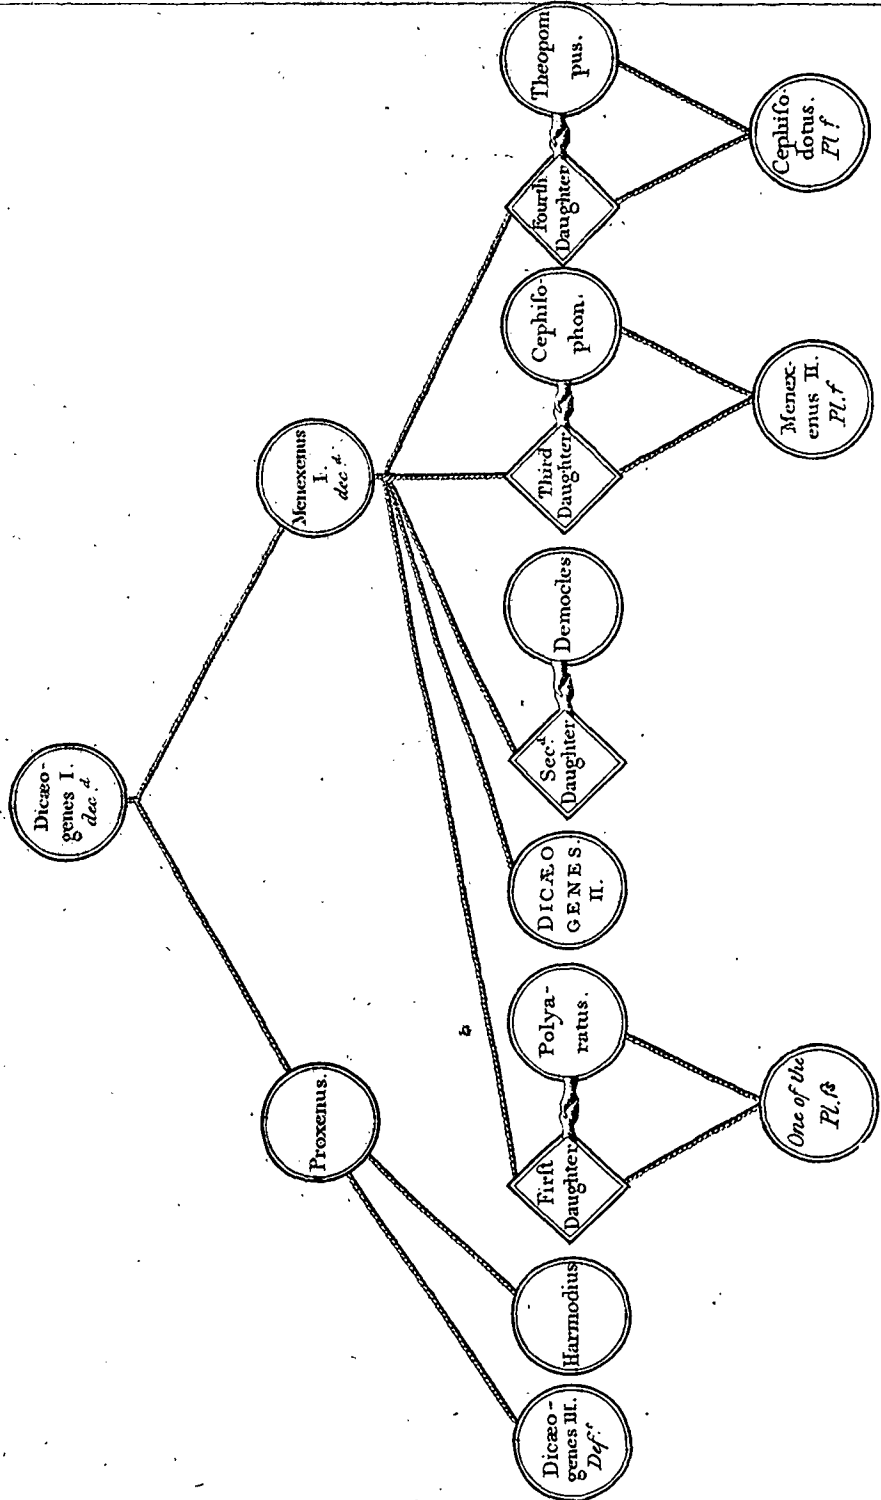 Dicæo-
genes I.
dec.d
Proxenus.
Menexenus
I.
dec.d
Dicæo-
genes III.
Def.t
Harmodius
Firſt
Daughter
Polya-
ratus.
DICÆO
GENES.
II.
Sec.d
Daughter
Democles
Third
Daughter
Cephiſo-
phon.
Fourth
Daughter
Theopom
pus.
One of the
Pl.fs
Menex-
enus II.
Pl.f
Cephiſo-
dotus.
Pl.f